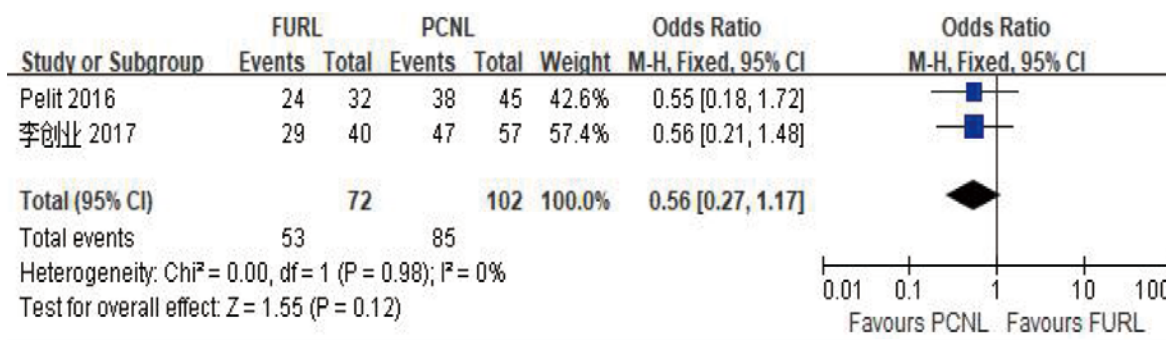 FURL PCNL Odds Ratio Odds Ratio
Study or Subgroup Events Total Events Total Weight M-H, Fixed, 95% CI M-H, Fixed, 95% CI
Pelit 2016 24 32 38 45 42.6% 0.55 [0.18, 1.72]
李创业 2017 29 40 47 57 57.4% 0.56 [0.21, 1.48]
Total (95% CI) 72 102 100.0% 0.56 [0.27, 1.17]
Total events 53 85
Heterogeneity: Chi² = 0.00, df = 1 (P = 0.98); I² = 0%
Test for overall effect: Z = 1.55 (P = 0.12)
0.01 0.1 1 10 100
Favours PCNL Favours FURL